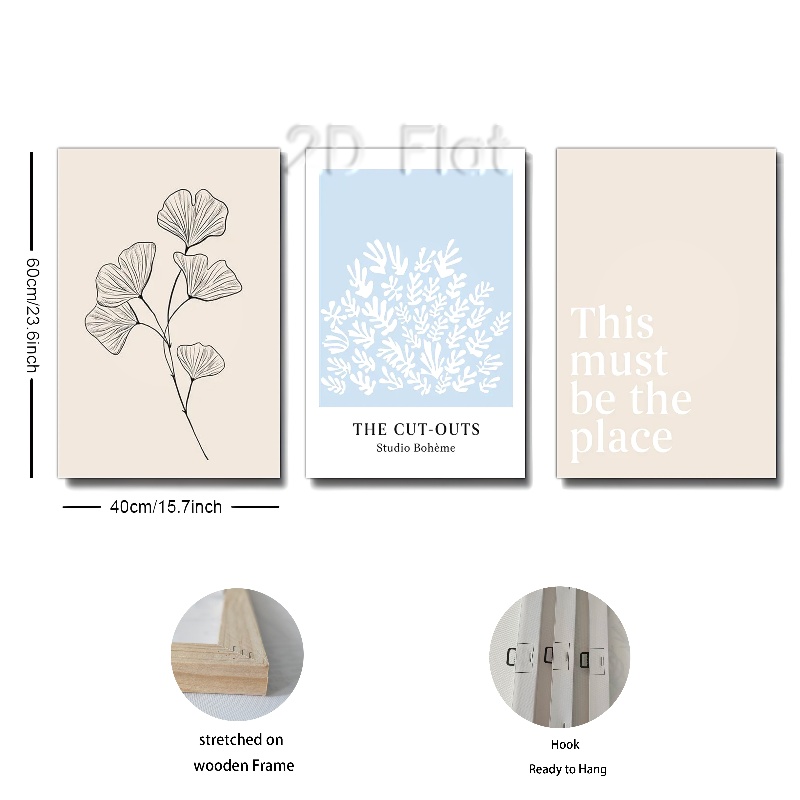 2D Flat
60cm/23.6inch
THE CUT-OUTS
Studio Bohème
This
must
be the
place
40cm/15.7inch
stretched on
wooden Frame
Hook
Ready to Hang